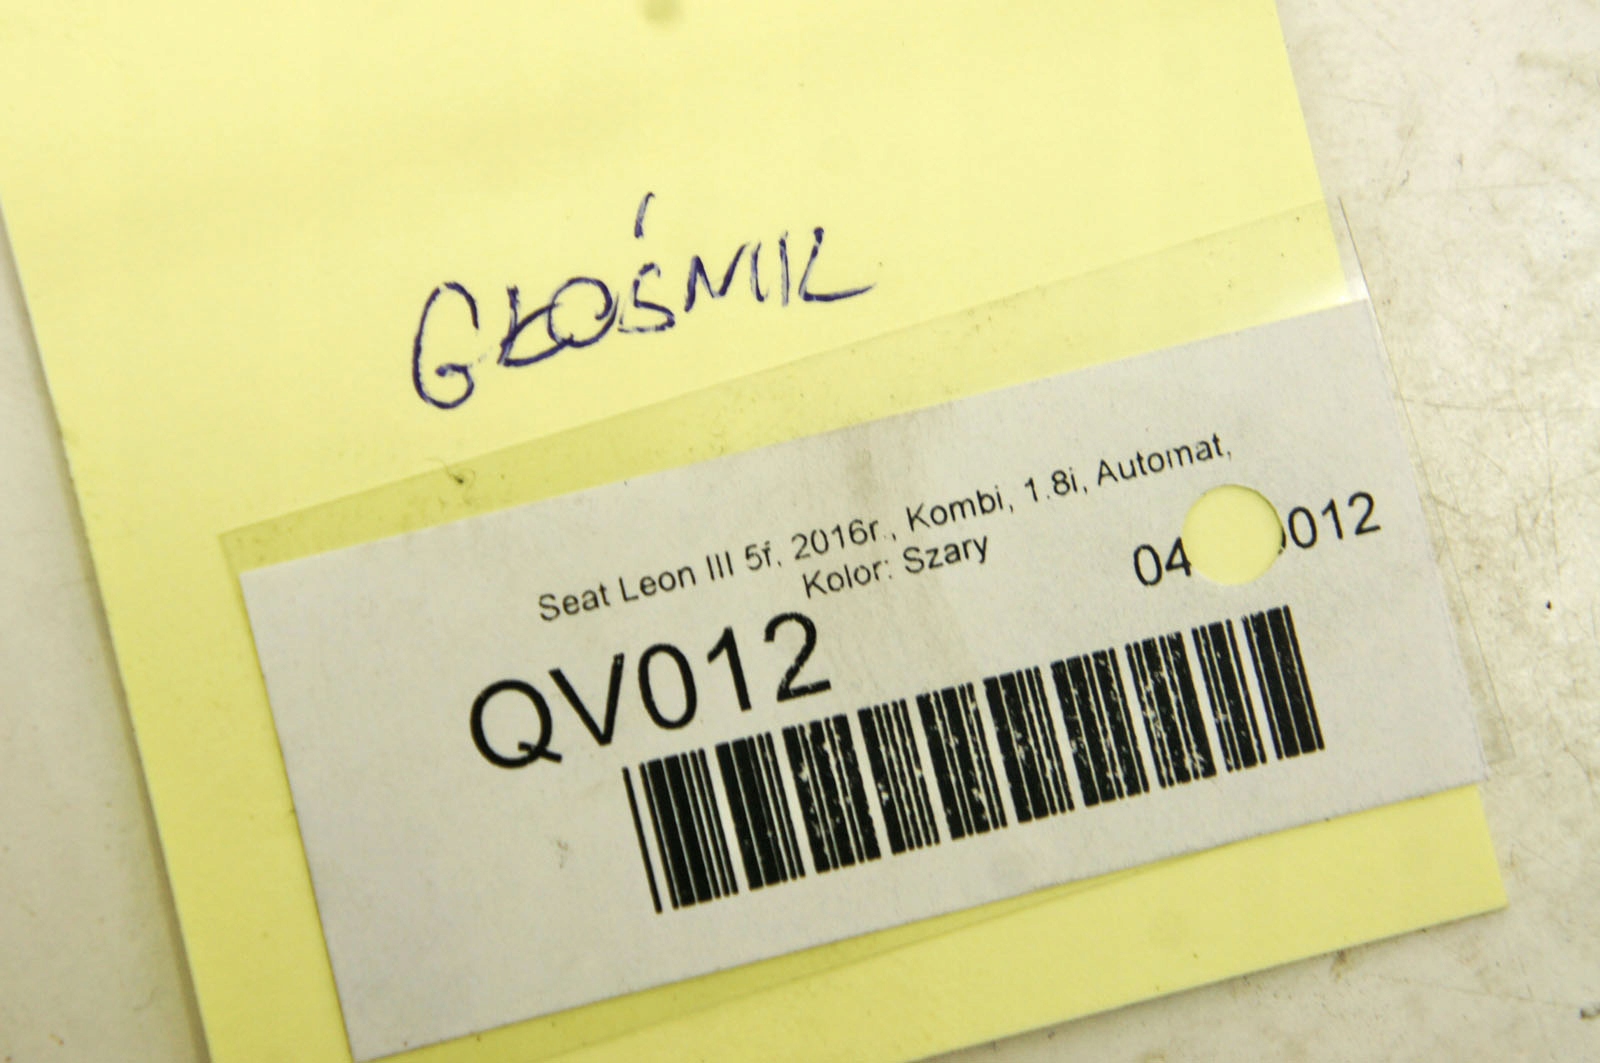 GŁOŚNIK
Seat Leon III 5f, 2016r., Kombi, 1.8i, Automat,
Kolor: Szary
QV012